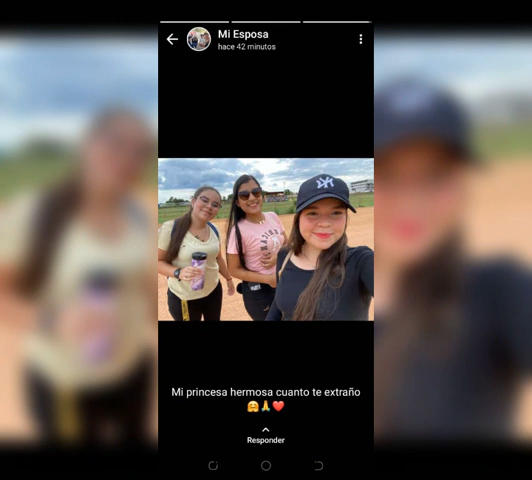 Mi Esposa
hace 42 minutos
NY
Mi princesa hermosa cuanto te extraño
🤗🙏❤️
Responder